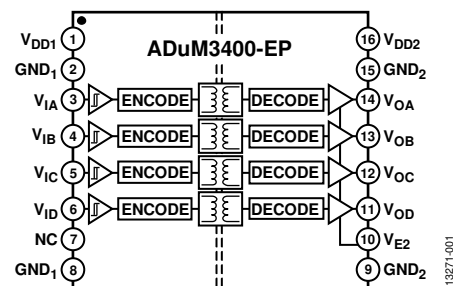 ADuM3400-EP
VDD1 1
GND1 2
VIA 3 ENCODE DECODE 14 VOA
VIB 4 ENCODE DECODE 13 VOB
VIC 5 ENCODE DECODE 12 VOC
VID 6 ENCODE DECODE 11 VOD
NC 7
GND1 8
16 VDD2
15 GND2
10 VE2
9 GND2
13271-001